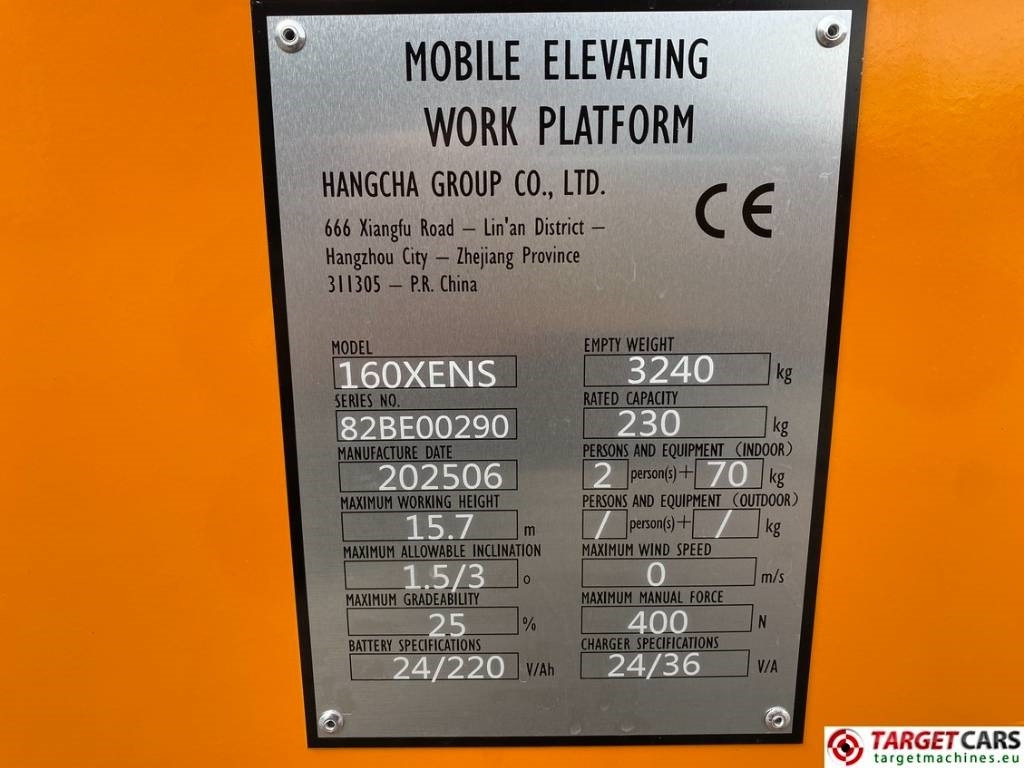 MOBILE ELEVATING
WORK PLATFORM
HANGCHA GROUP CO., LTD.
CE
666 Xiangfu Road — Lin'an District —
Hangzhou City — Zhejiang Province
311305 — P.R. China
MODEL
160XENS
SERIES NO.
82BE00290
MANUFACTURE DATE
202506
MAXIMUM WORKING HEIGHT
15.7 m
MAXIMUM ALLOWABLE INCLINATION
1.5/3 o
MAXIMUM GRADEABILITY
25 %
BATTERY SPECIFICATIONS
24/220 V/Ah
EMPTY WEIGHT
3240 kg
RATED CAPACITY
230 kg
PERSONS AND EQUIPMENT (INDOOR)
2 person(s)+ 70 kg
PERSONS AND EQUIPMENT (OUTDOOR)
/ person(s)+ / kg
MAXIMUM WIND SPEED
0 m/s
MAXIMUM MANUAL FORCE
400 N
CHARGER SPECIFICATIONS
24/36 V/A
TARGETCARS
targetmachines.eu